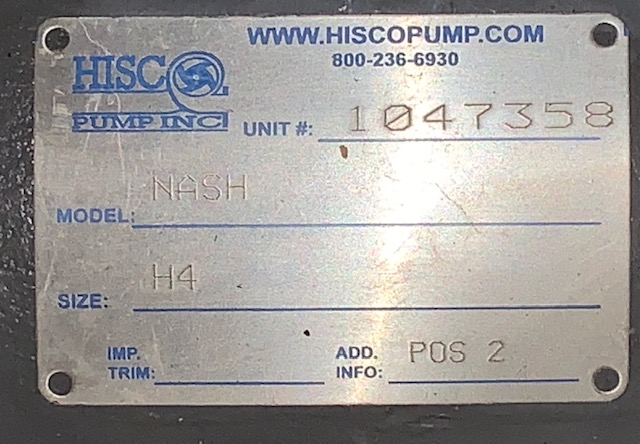 WWW.HISCOPUMP.COM
800-236-6930
HISCO
PUMP INC
UNIT #: 1047358
MODEL: NASH
SIZE: H4
IMP. TRIM:
ADD. INFO: POS 2